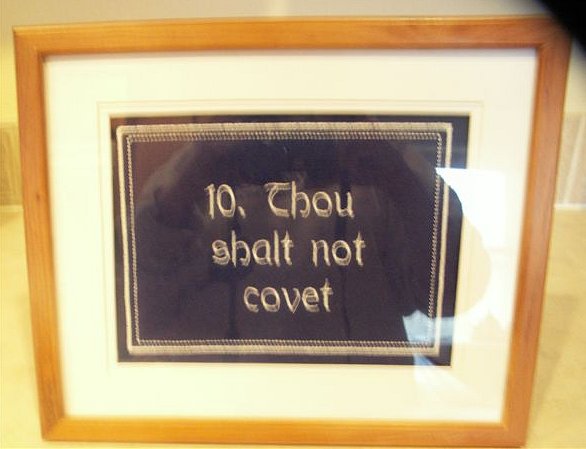 10. Thou
shalt not
covet